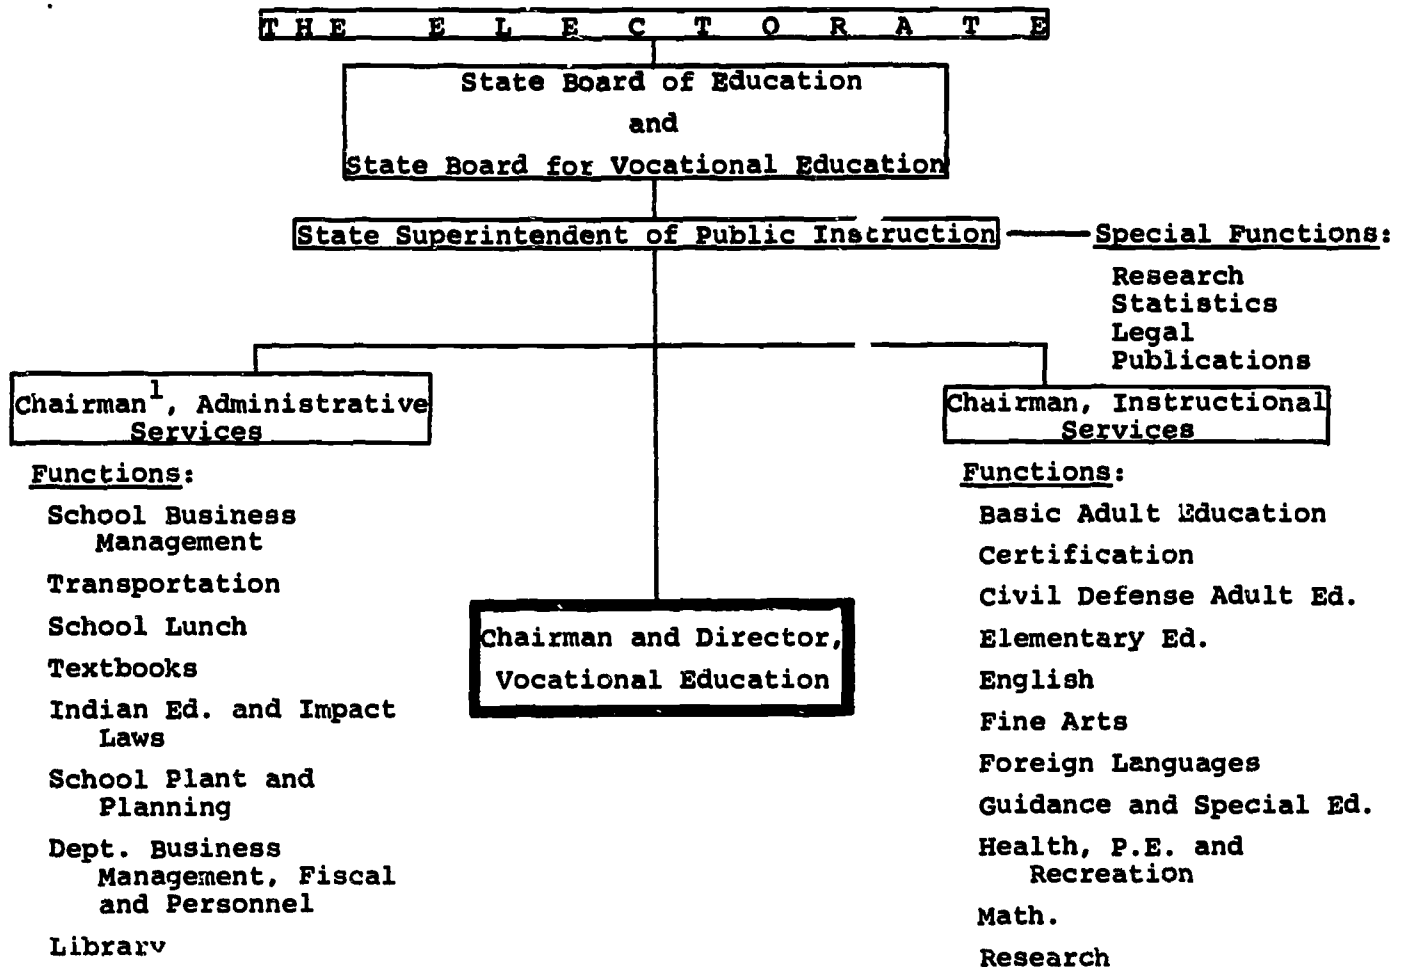 THE ELECTORATE
State Board of Education
and
State Board for Vocational Education
State Superintendent of Public Instruction
Special Functions:
Research
Statistics
Legal
Publications
Chairman1, Administrative
Services
Functions:
School Business
Management
Transportation
School Lunch
Textbooks
Indian Ed. and Impact
Laws
School Plant and
Planning
Dept. Business
Management, Fiscal
and Personnel
Library
Chairman and Director,
Vocational Education
Chairman, Instructional
Services
Functions:
Basic Adult Education
Certification
Civil Defense Adult Ed.
Elementary Ed.
English
Fine Arts
Foreign Languages
Guidance and Special Ed.
Health, P.E. and
Recreation
Math.
Research